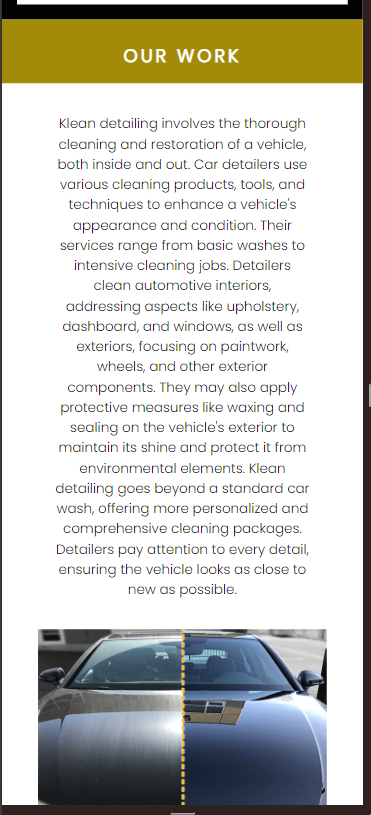 OUR WORK
Klean detailing involves the thorough
cleaning and restoration of a vehicle,
both inside and out. Car detailers use
various cleaning products, tools, and
techniques to enhance a vehicle's
appearance and condition. Their
services range from basic washes to
intensive cleaning jobs. Detailers
clean automotive interiors,
addressing aspects like upholstery,
dashboard, and windows, as well as
exteriors, focusing on paintwork,
wheels, and other exterior
components. They may also apply
protective measures like waxing and
sealing on the vehicle's exterior to
maintain its shine and protect it from
environmental elements. Klean
detailing goes beyond a standard car
wash, offering more personalized and
comprehensive cleaning packages.
Detailers pay attention to every detail,
ensuring the vehicle looks as close to
new as possible.